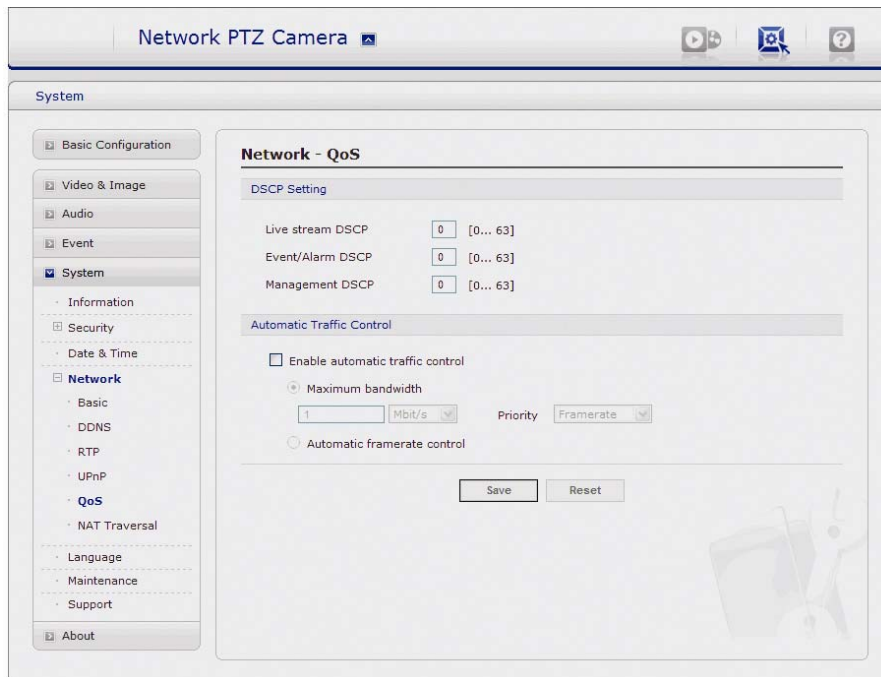 Network PTZ Camera
?
System
Basic Configuration
Video & Image
Audio
Event
System
Information
Security
Date & Time
Network
Basic
DDNS
RTP
UPnP
QoS
NAT Traversal
Language
Maintenance
Support
About
Network - QoS
DSCP Setting
Live stream DSCP 0 [0... 63]
Event/Alarm DSCP 0 [0... 63]
Management DSCP 0 [0... 63]
Automatic Traffic Control
Enable automatic traffic control
Maximum bandwidth
1 Mbit/s Priority Framerate
Automatic framerate control
Save Reset